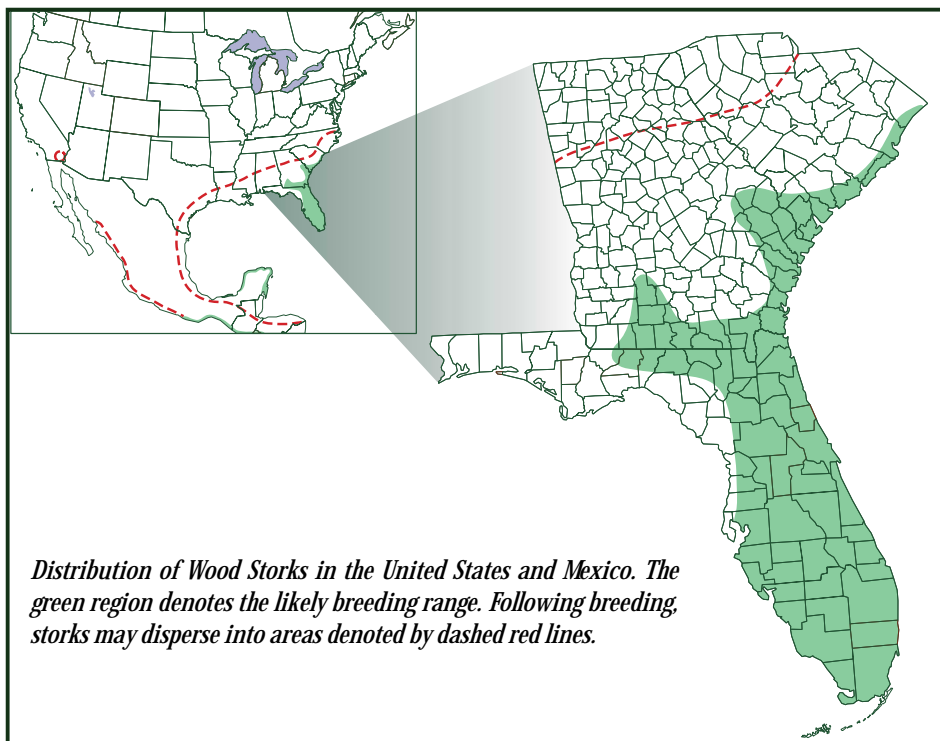 Distribution of Wood Storks in the United States and Mexico. The
green region denotes the likely breeding range. Following breeding,
storks may disperse into areas denoted by dashed red lines.